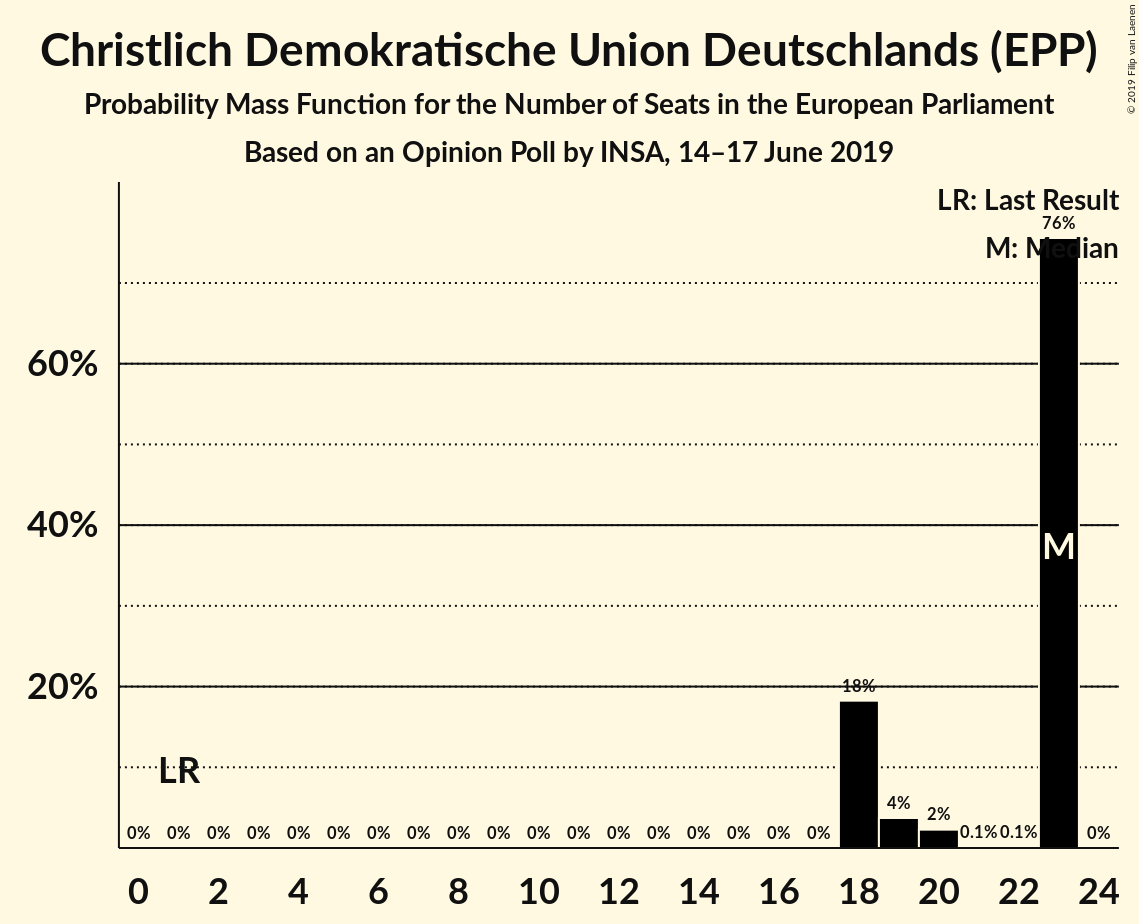 Christlich Demokratische Union Deutschlands (EPP)
Probability Mass Function for the Number of Seats in the European Parliament
Based on an Opinion Poll by INSA, 14–17 June 2019
© 2019 Filip van Laenen
LR: Last Result
76%
M: Median
60%
40%
M
20%
18%
LR
4%
2%
0% 0% 0% 0% 0% 0% 0% 0% 0% 0% 0% 0% 0% 0% 0% 0% 0% 0% 0.1% 0.1% 0%
0 2 4 6 8 10 12 14 16 18 20 22 24